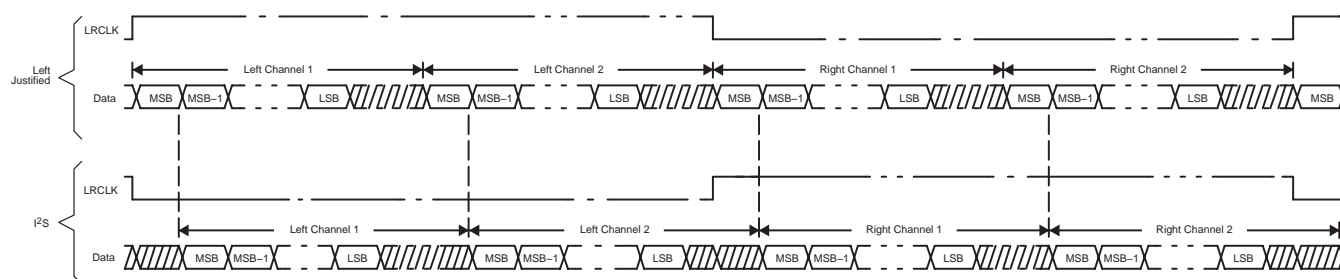 LRCLK
Left Justified
Left Channel 1 Left Channel 2 Right Channel 1 Right Channel 2
Data MSB MSB–1 LSB MSB MSB–1 LSB MSB MSB–1 LSB MSB MSB–1 LSB MSB
LRCLK
I²S
Left Channel 1 Left Channel 2 Right Channel 1 Right Channel 2
Data MSB MSB–1 LSB MSB MSB–1 LSB MSB MSB–1 LSB MSB MSB–1 LSB